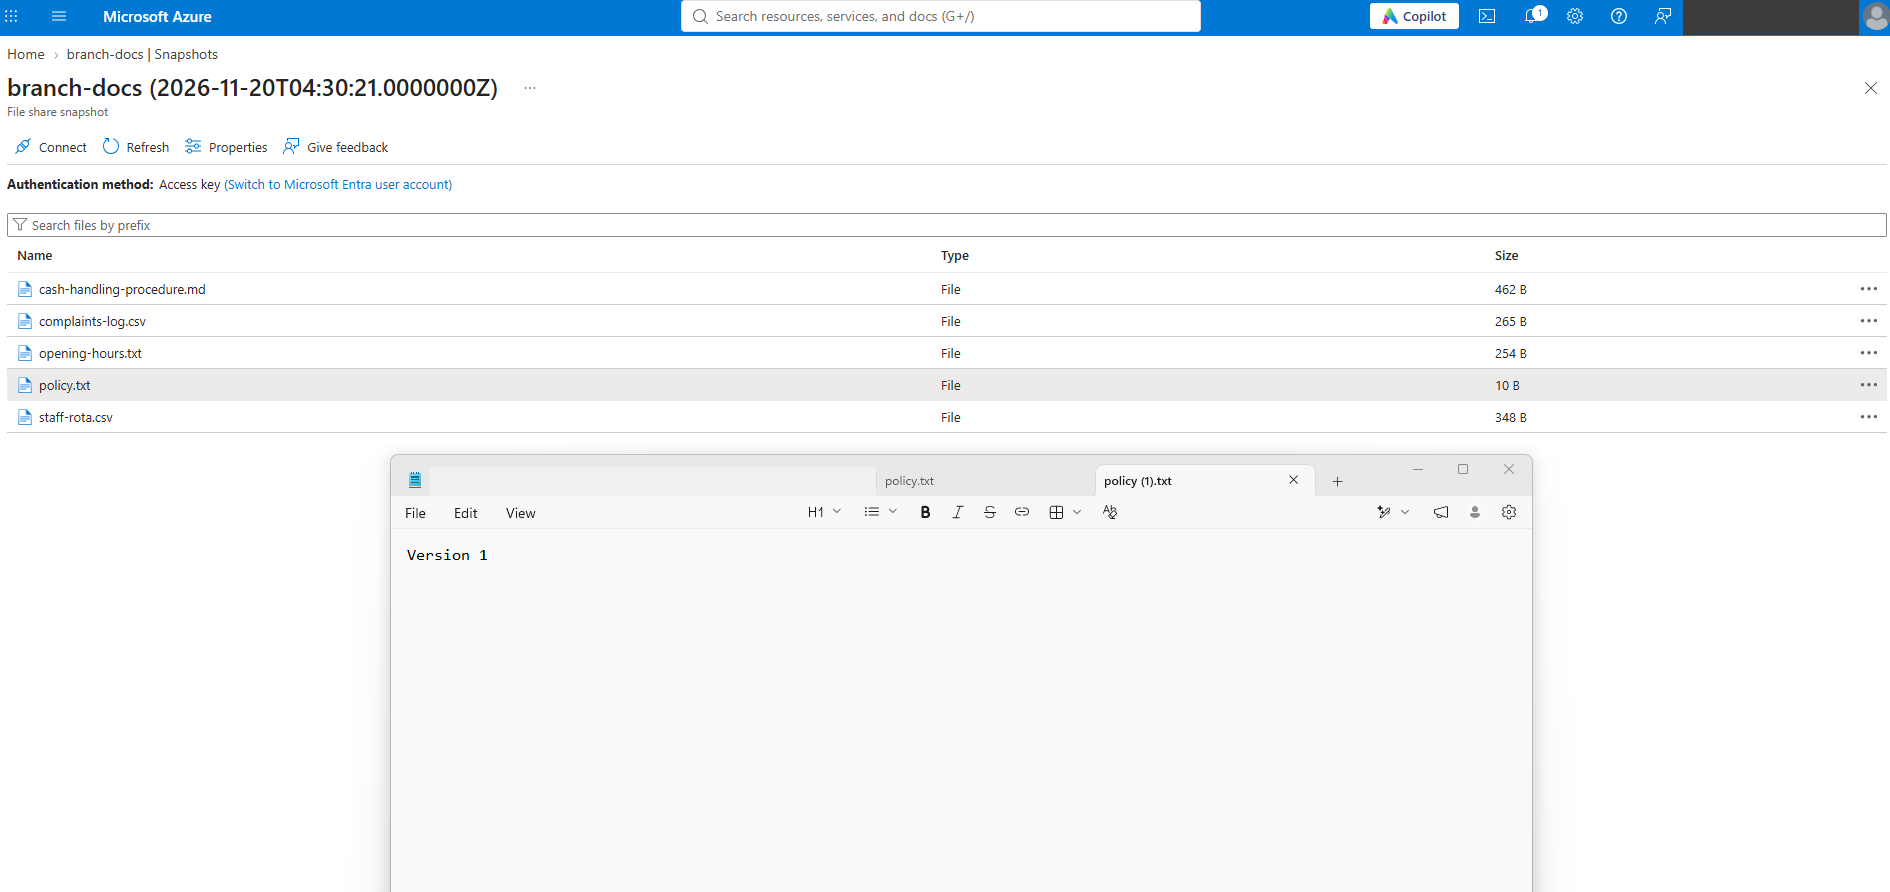 Microsoft Azure
Search resources, services, and docs (G+/)
Copilot
1
Home > branch-docs | Snapshots
branch-docs (2026-11-20T04:30:21.0000000Z) ...
File share snapshot
Connect Refresh Properties Give feedback
Authentication method: Access key (Switch to Microsoft Entra user account)
Search files by prefix
Name Type Size
cash-handling-procedure.md File 462 B
complaints-log.csv File 265 B
opening-hours.txt File 254 B
policy.txt File 10 B
staff-rota.csv File 348 B
policy.txt policy (1).txt
File Edit View H1 B I S
Version 1